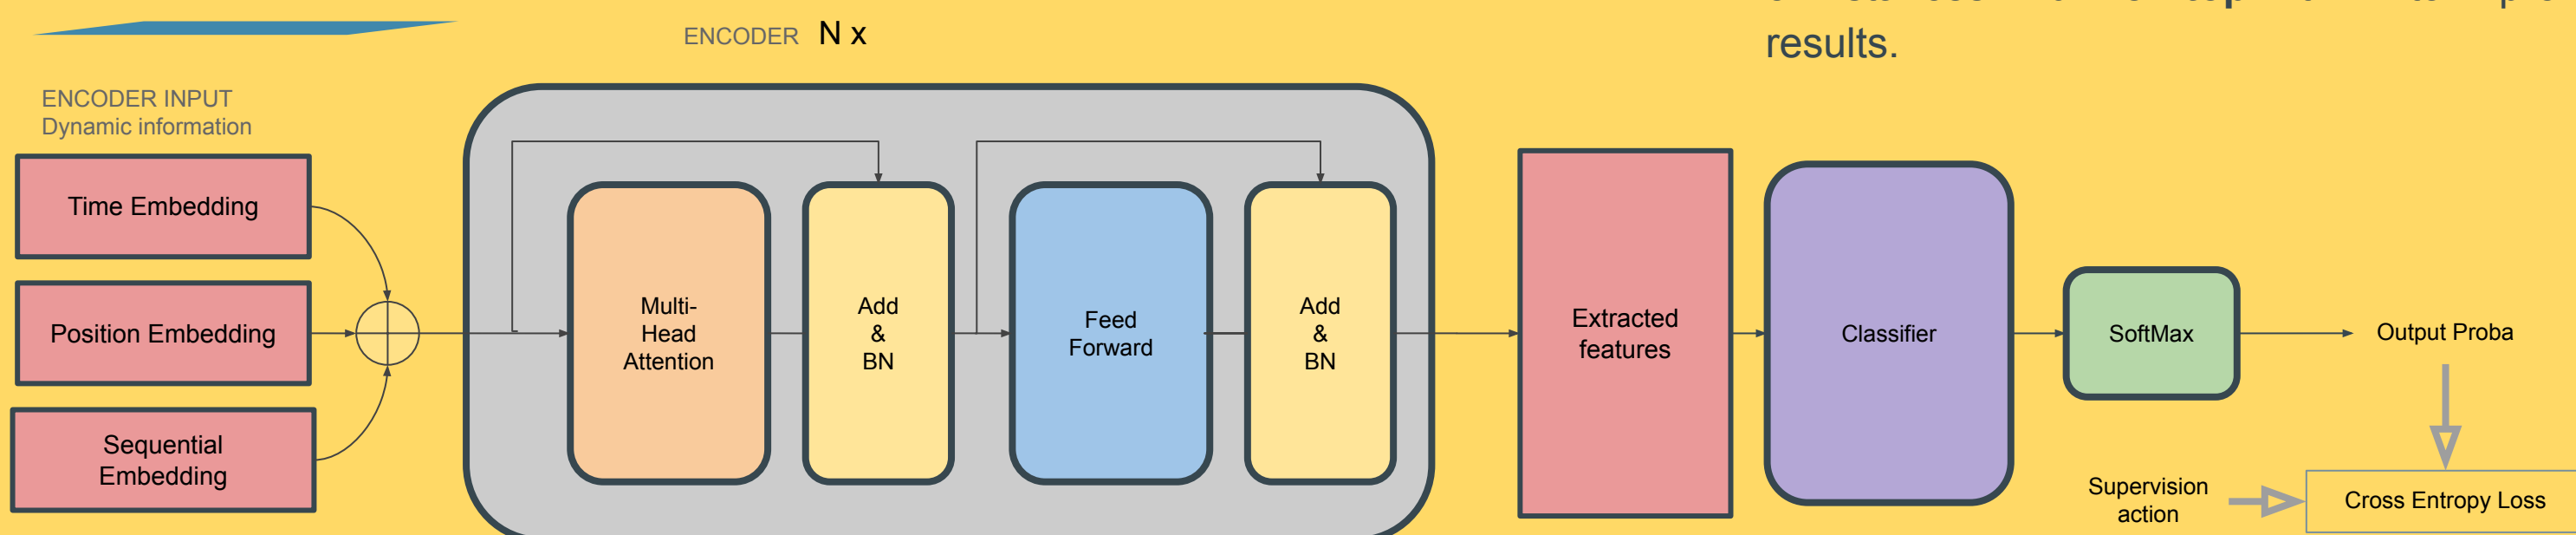 results.
ENCODER N x
ENCODER INPUT
Dynamic information
Time Embedding
Position Embedding
Sequential
Embedding
Multi-
Head
Attention
Add
&
BN
Feed
Forward
Add
&
BN
Extracted
features
Classifier
SoftMax
Output Proba
Supervision
action
Cross Entropy Loss